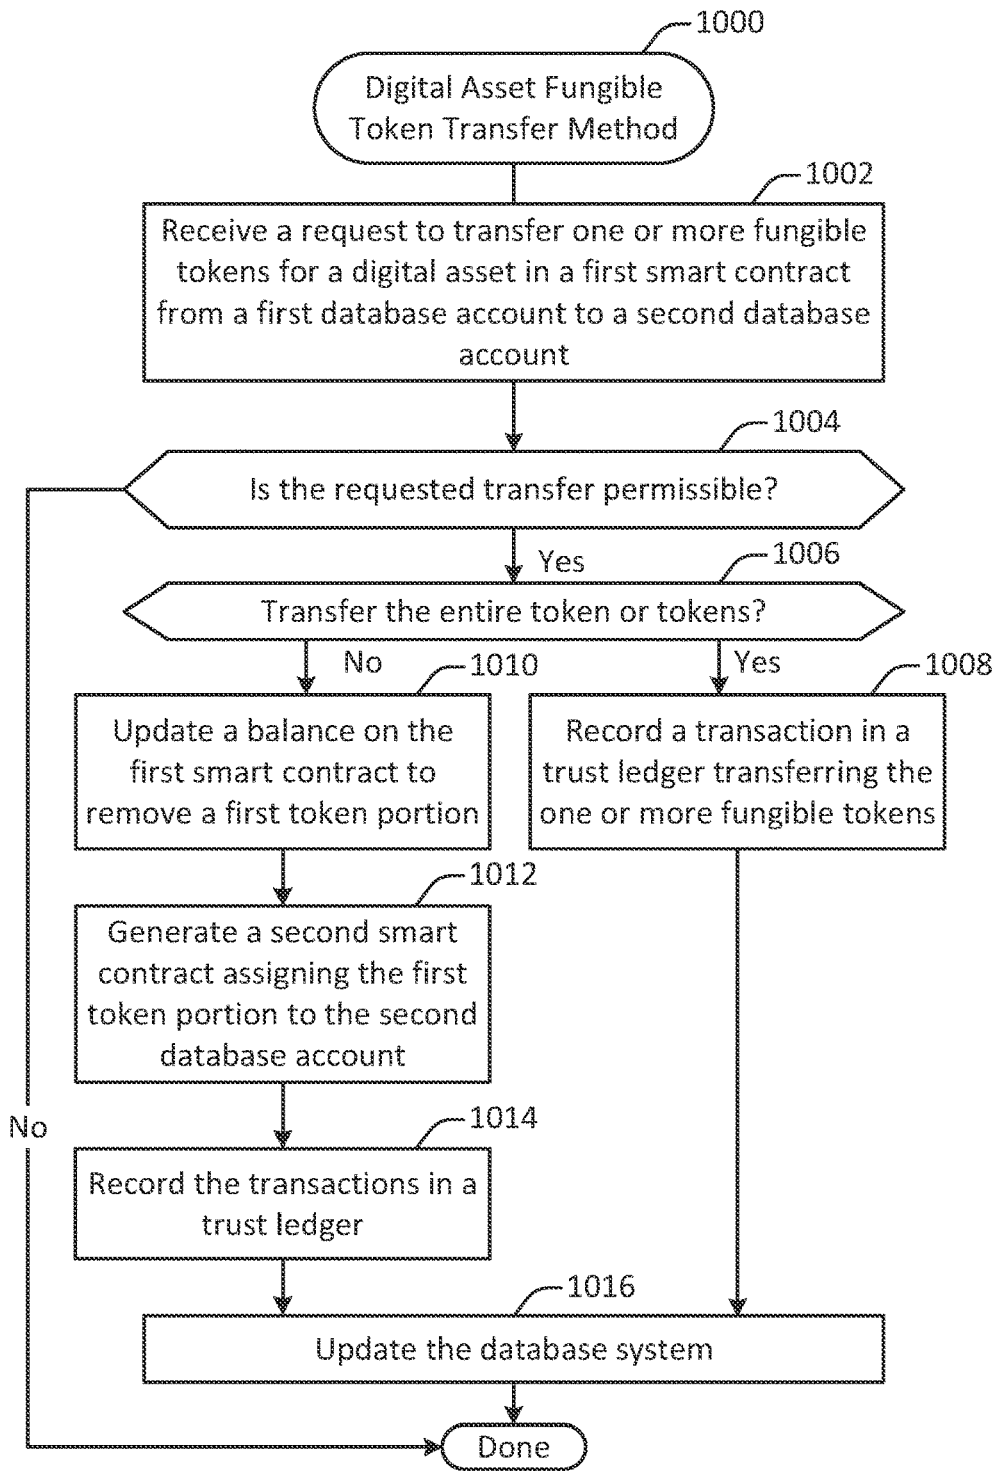 1000
Digital Asset Fungible
Token Transfer Method
1002
Receive a request to transfer one or more fungible
tokens for a digital asset in a first smart contract
from a first database account to a second database
account
1004
Is the requested transfer permissible?
Yes
1006
Transfer the entire token or tokens?
No
1010
Yes
1008
Update a balance on the
first smart contract to
remove a first token portion
Record a transaction in a
trust ledger transferring the
one or more fungible tokens
1012
Generate a second smart
contract assigning the first
token portion to the second
database account
No
1014
Record the transactions in a
trust ledger
1016
Update the database system
Done